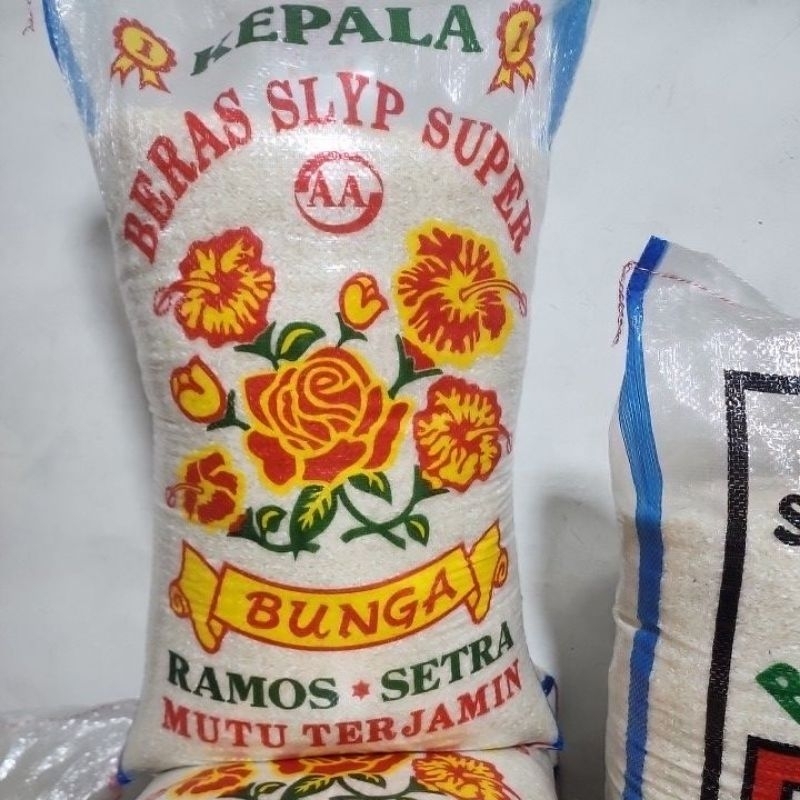 KEPALA
1
1
BERAS SLYP SUPER
AA
BUNGA
RAMOS * SETRA
MUTU TERJAMIN